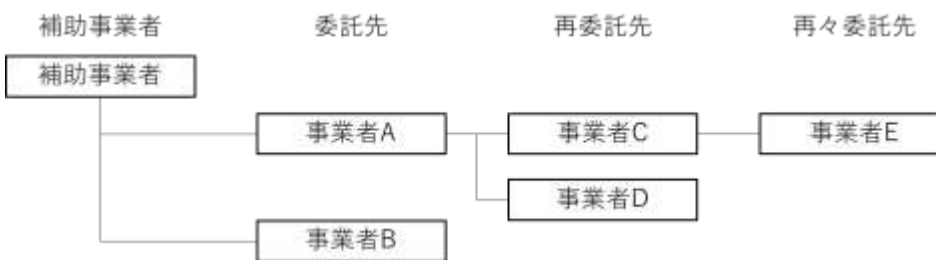 補助事業者 委託先 再委託先 再々委託先
補助事業者
事業者A 事業者C 事業者E
事業者D
事業者B